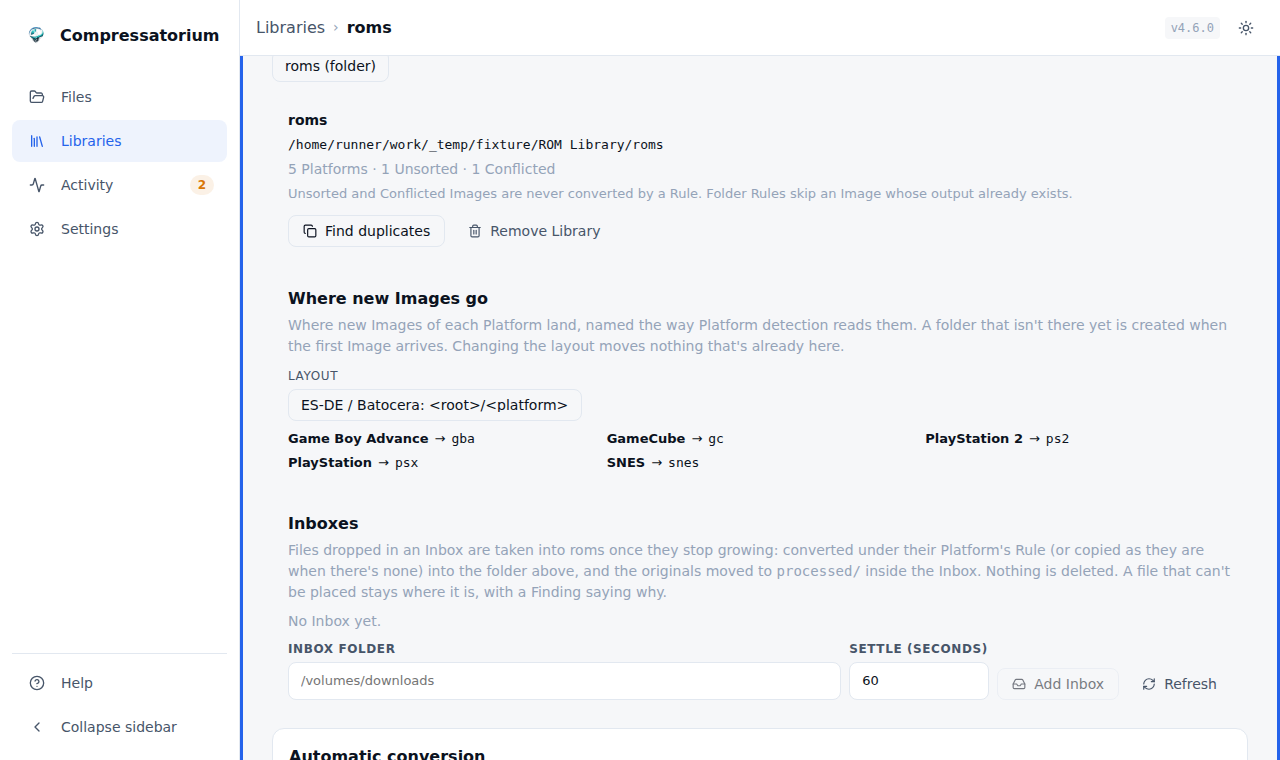 Compressatorium
Libraries › roms
v4.6.0
Files
Libraries
Activity 2
Settings
Help
Collapse sidebar
roms (folder)
roms
/home/runner/work/_temp/fixture/ROM Library/roms
5 Platforms · 1 Unsorted · 1 Conflicted
Unsorted and Conflicted Images are never converted by a Rule. Folder Rules skip an Image whose output already exists.
Find duplicates
Remove Library
Where new Images go
Where new Images of each Platform land, named the way Platform detection reads them. A folder that isn't there yet is created when
the first Image arrives. Changing the layout moves nothing that's already here.
LAYOUT
ES-DE / Batocera: <root>/<platform>
Game Boy Advance → gba
GameCube → gc
PlayStation 2 → ps2
PlayStation → psx
SNES → snes
Inboxes
Files dropped in an Inbox are taken into roms once they stop growing: converted under their Platform's Rule (or copied as they are
when there's none) into the folder above, and the originals moved to processed/ inside the Inbox. Nothing is deleted. A file that can't
be placed stays where it is, with a Finding saying why.
No Inbox yet.
INBOX FOLDER
SETTLE (SECONDS)
/volumes/downloads
60
Add Inbox
Refresh
Automatic conversion